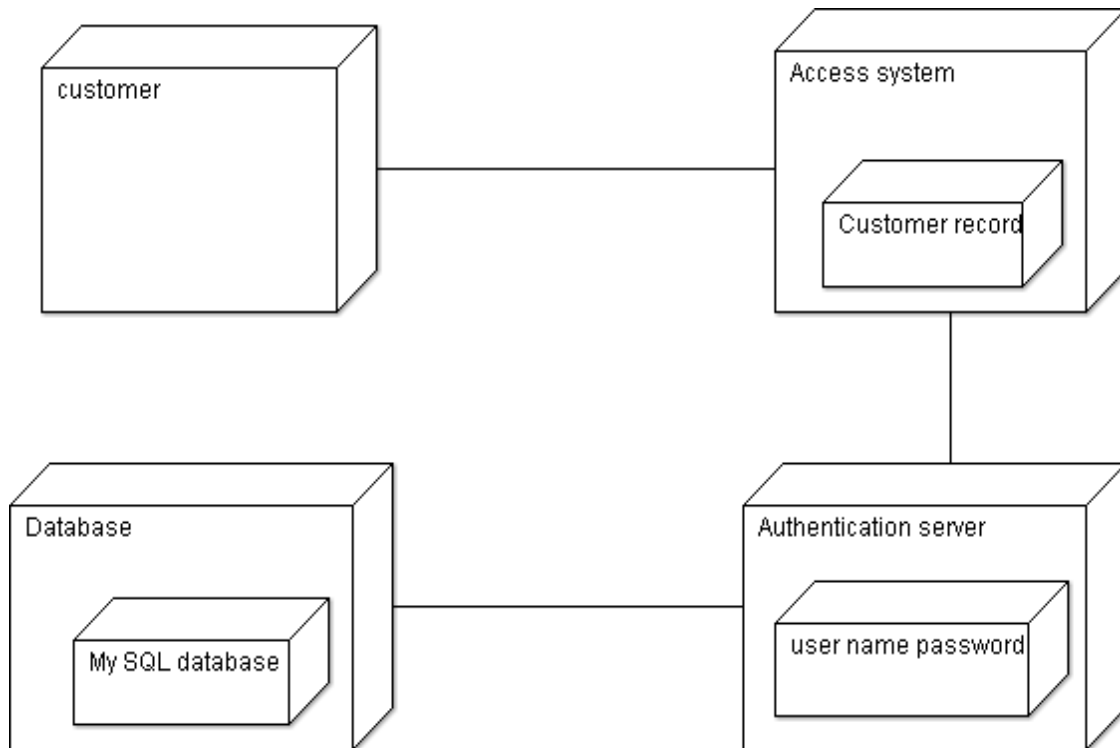 customer
Access system
Customer record
Database
My SQL database
Authentication server
user name password